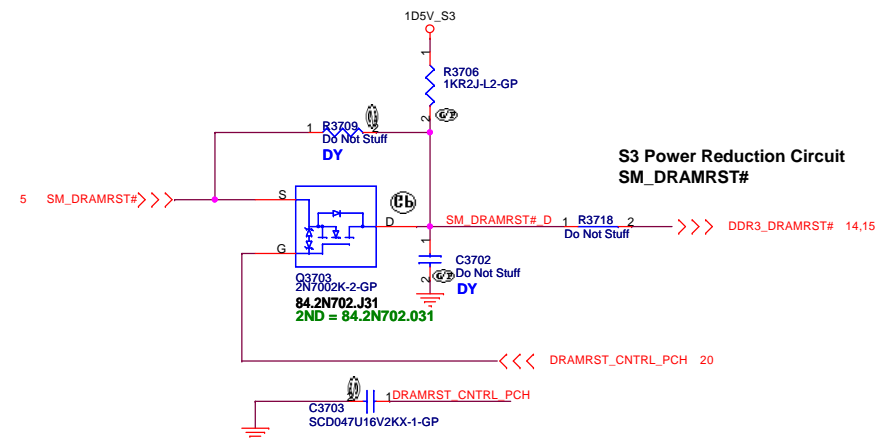 1D5V_S3
1
R3706
1KR2J-L2-GP
2
1 R3709 2
Do Not Stuff
DY
S3 Power Reduction Circuit
SM_DRAMRST#
5 SM_DRAMRST#
S
D
G
SM_DRAMRST#_D
1 R3718 2
Do Not Stuff
DDR3_DRAMRST# 14,15
1
C3702
Do Not Stuff
2
DY
Q3703
2N7002K-2-GP
84.2N702.J31
2ND = 84.2N702.031
DRAMRST_CNTRL_PCH 20
2 1 DRAMRST_CNTRL_PCH
C3703
SCD047U16V2KX-1-GP